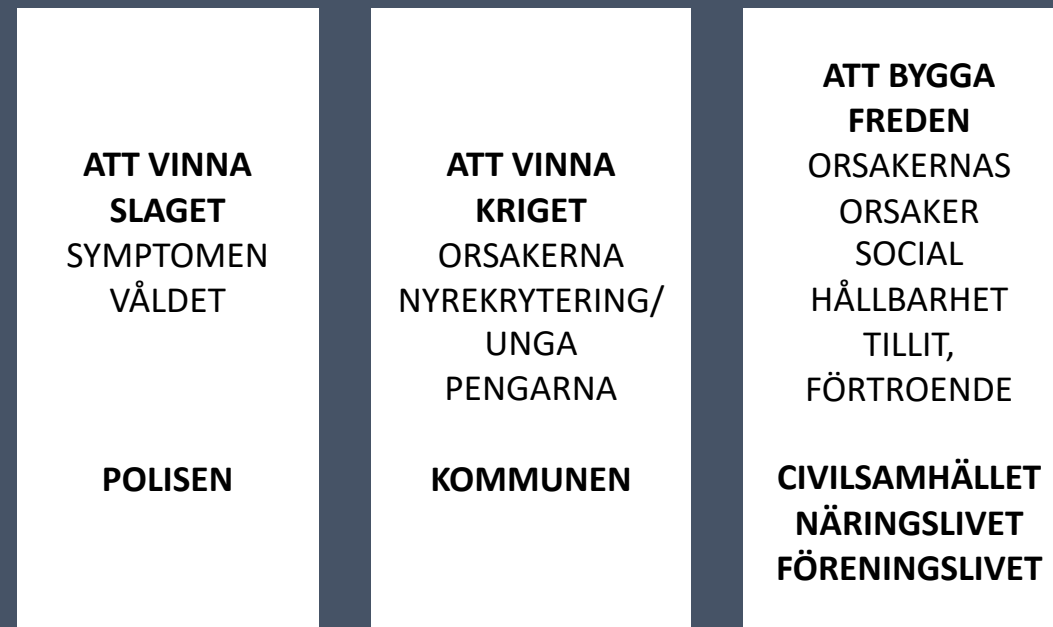 ATT VINNA
SLAGET
SYMPTOMEN
VÅLDET
POLISEN
ATT VINNA
KRIGET
ORSAKERNA
NYREKRYTERING/
UNGA
PENGARNA
KOMMUNEN
ATT BYGGA
FREDEN
ORSAKERNAS
ORSAKER
SOCIAL
HÅLLBARHET
TILLIT,
FÖRTROENDE
CIVILSAMHÄLLET
NÄRINGSLIVET
FÖRENINGSLIVET